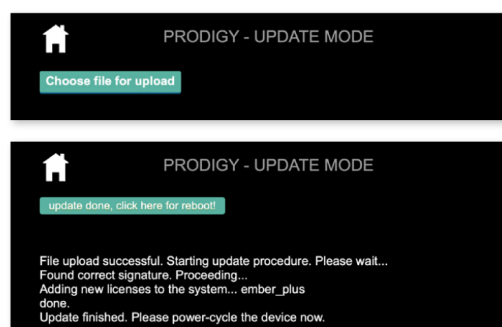 PRODIGY - UPDATE MODE
Choose file for upload
PRODIGY - UPDATE MODE
update done, click here for reboot!
File upload successful. Starting update procedure. Please wait...
Found correct signature. Proceeding...
Adding new licenses to the system... ember_plus
done.
Update finished. Please power-cycle the device now.